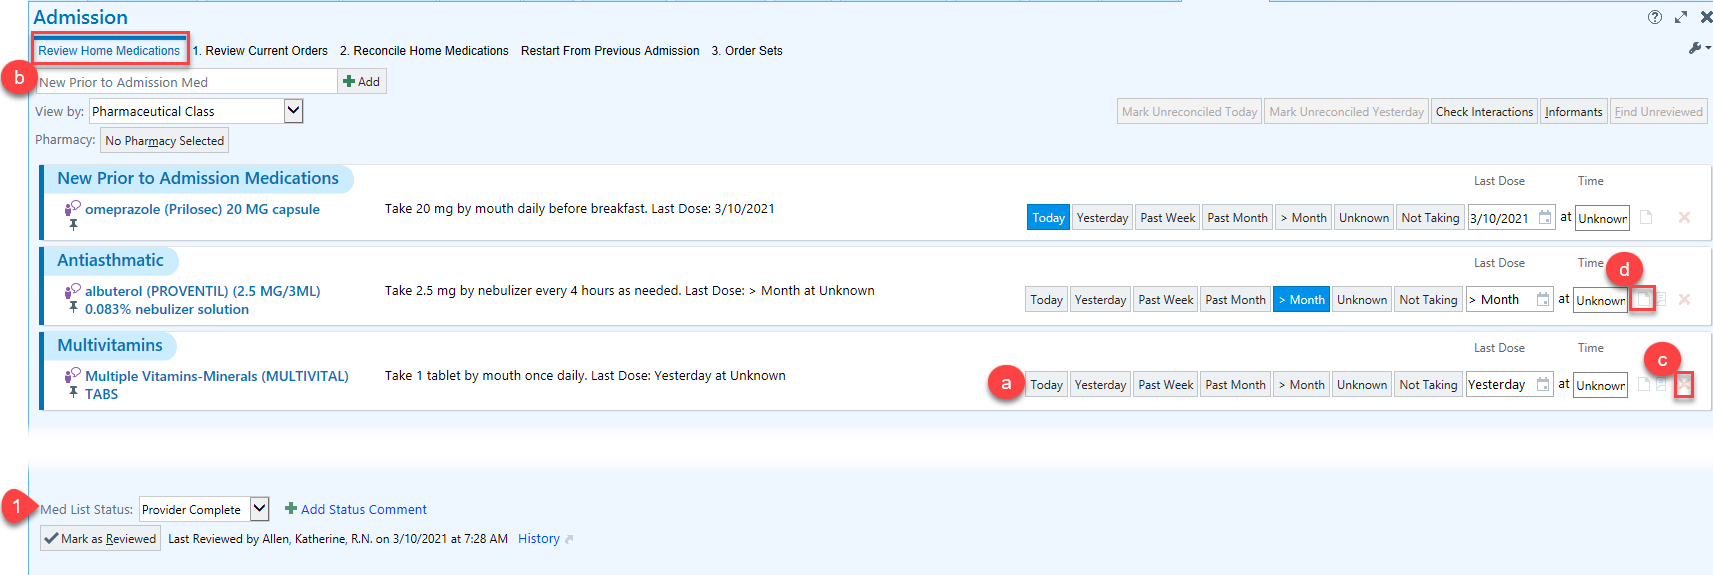 Admission
Review Home Medications 1. Review Current Orders 2. Reconcile Home Medications Restart From Previous Admission 3. Order Sets
b New Prior to Admission Med Add
View by: Pharmaceutical Class Mark Unreconciled Today Mark Unreconciled Yesterday Check Interactions Informants Find Unreviewed
Pharmacy: No Pharmacy Selected
New Prior to Admission Medications Last Dose Time
omeprazole (Prilosec) 20 MG capsule Take 20 mg by mouth daily before breakfast. Last Dose: 3/10/2021 Today Yesterday Past Week Past Month > Month Unknown Not Taking 3/10/2021 at Unknown
Antiasthmatic Last Dose Time d
albuterol (PROVENTIL) (2.5 MG/3ML) Take 2.5 mg by nebulizer every 4 hours as needed. Last Dose: > Month at Unknown Today Yesterday Past Week Past Month > Month Unknown Not Taking > Month at Unknown
0.083% nebulizer solution
Multivitamins Last Dose Time c
Multiple Vitamins-Minerals (MULTIVITAL) Take 1 tablet by mouth once daily. Last Dose: Yesterday at Unknown a Today Yesterday Past Week Past Month > Month Unknown Not Taking Yesterday at Unknown
TABS
1 Med List Status: Provider Complete Add Status Comment
Mark as Reviewed Last Reviewed by Allen, Katherine, R.N. on 3/10/2021 at 7:28 AM History